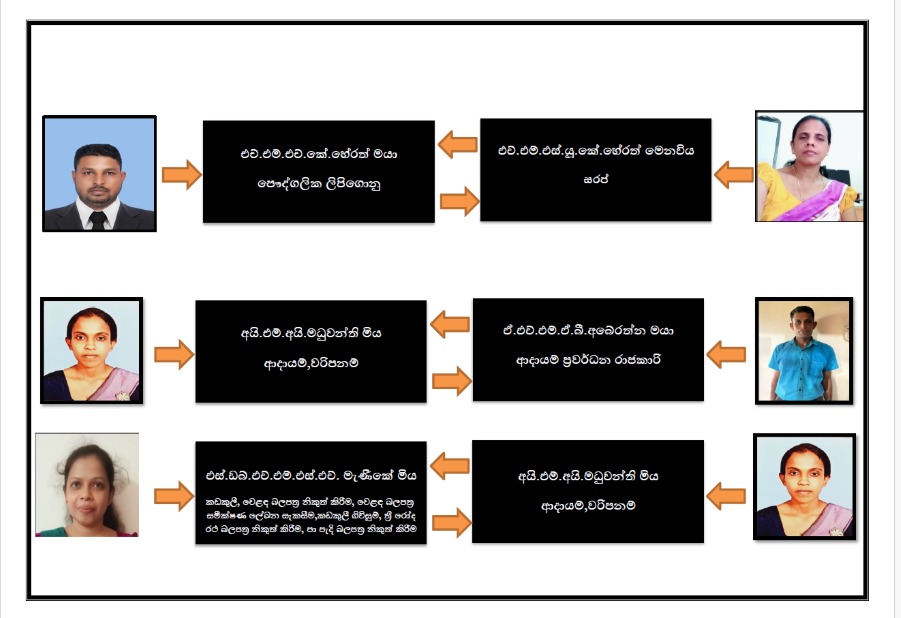 එච්.එම්.එච්.කේ.හේරත් මයා
පෞද්ගලික ලිපිගොනු
එච්.එම්.එස්.යූ.කේ.හේරත් මෙනවිය
සරප්
අයි.එම්.අයි.මධුවන්ති මිය
ආදායම්,වරිපනම්
ඒ.එච්.එම්.ඒ.බී.අබේරත්න මයා
ආදායම් ප්‍රවර්ධන රාජකාරි
එස්.ඩබ්.එච්.එම්.එස්.එච්. මැණිකේ මිය
කඩකුලී, වෙළඳ බලපත්‍ර නිකුත් කිරීම, වෙළඳ බලපත්‍ර
සමීක්ෂණ ලේඛන සැකසීම,කඩකුලී ගිවිසුම්, ත්‍රී රෝද
රථ බලපත්‍ර නිකුත් කිරීම, පා පැදි බලපත්‍ර නිකුත් කිරීම
අයි.එම්.අයි.මධුවන්ති මිය
ආදායම්,වරිපනම්